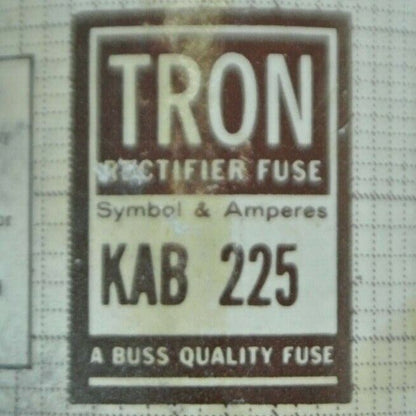 TRON
RECTIFIER FUSE
Symbol & Amperes
KAB 225
A BUSS QUALITY FUSE